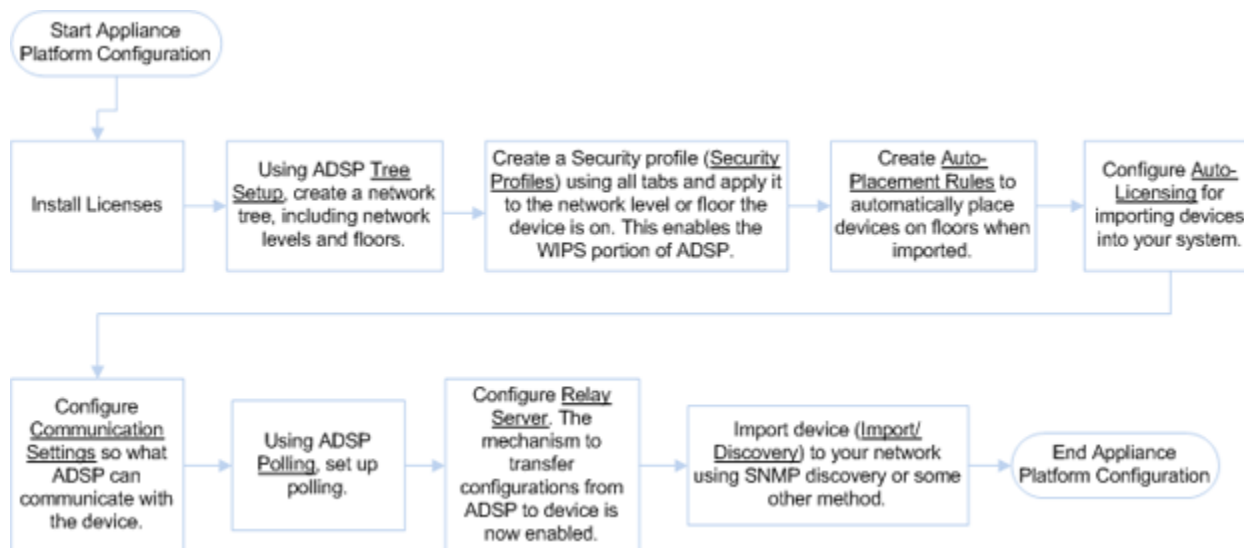 Start Appliance
Platform Configuration
Install Licenses
Using ADSP Tree
Setup, create a network
tree, including network
levels and floors.
Create a Security profile (Security
Profiles) using all tabs and apply it
to the network level or floor the
device is on. This enables the
WIPS portion of ADSP.
Create Auto-
Placement Rules to
automatically place
devices on floors when
imported.
Configure Auto-
Licensing for
importing devices
into your system.
Configure
Communication
Settings so what
ADSP can
communicate with
the device.
Using ADSP
Polling, set up
polling.
Configure Relay
Server. The
mechanism to
transfer
configurations from
ADSP to device is
now enabled.
Import device (Import/
Discovery) to your network
using SNMP discovery or some
other method.
End Appliance
Platform Configuration